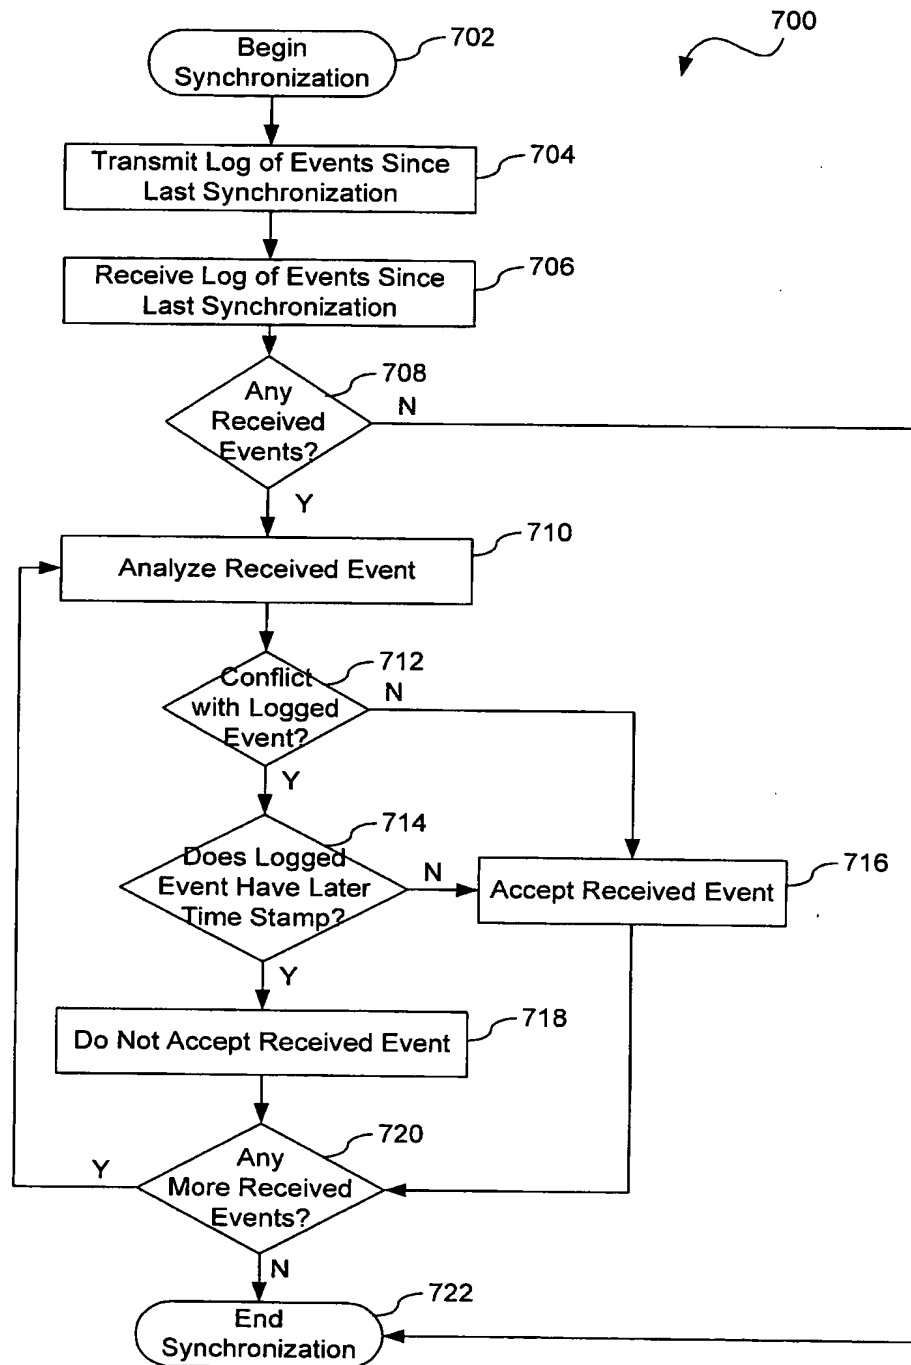 700
Begin
Synchronization
702
Transmit Log of Events Since
Last Synchronization
704
Receive Log of Events Since
Last Synchronization
706
Any
Received
Events?
708
N
Y
Analyze Received Event
710
Conflict
with Logged
Event?
712
N
Y
Does Logged
Event Have Later
Time Stamp?
714
N
Accept Received Event
716
Y
Do Not Accept Received Event
718
Any
More Received
Events?
720
Y
N
End
Synchronization
722